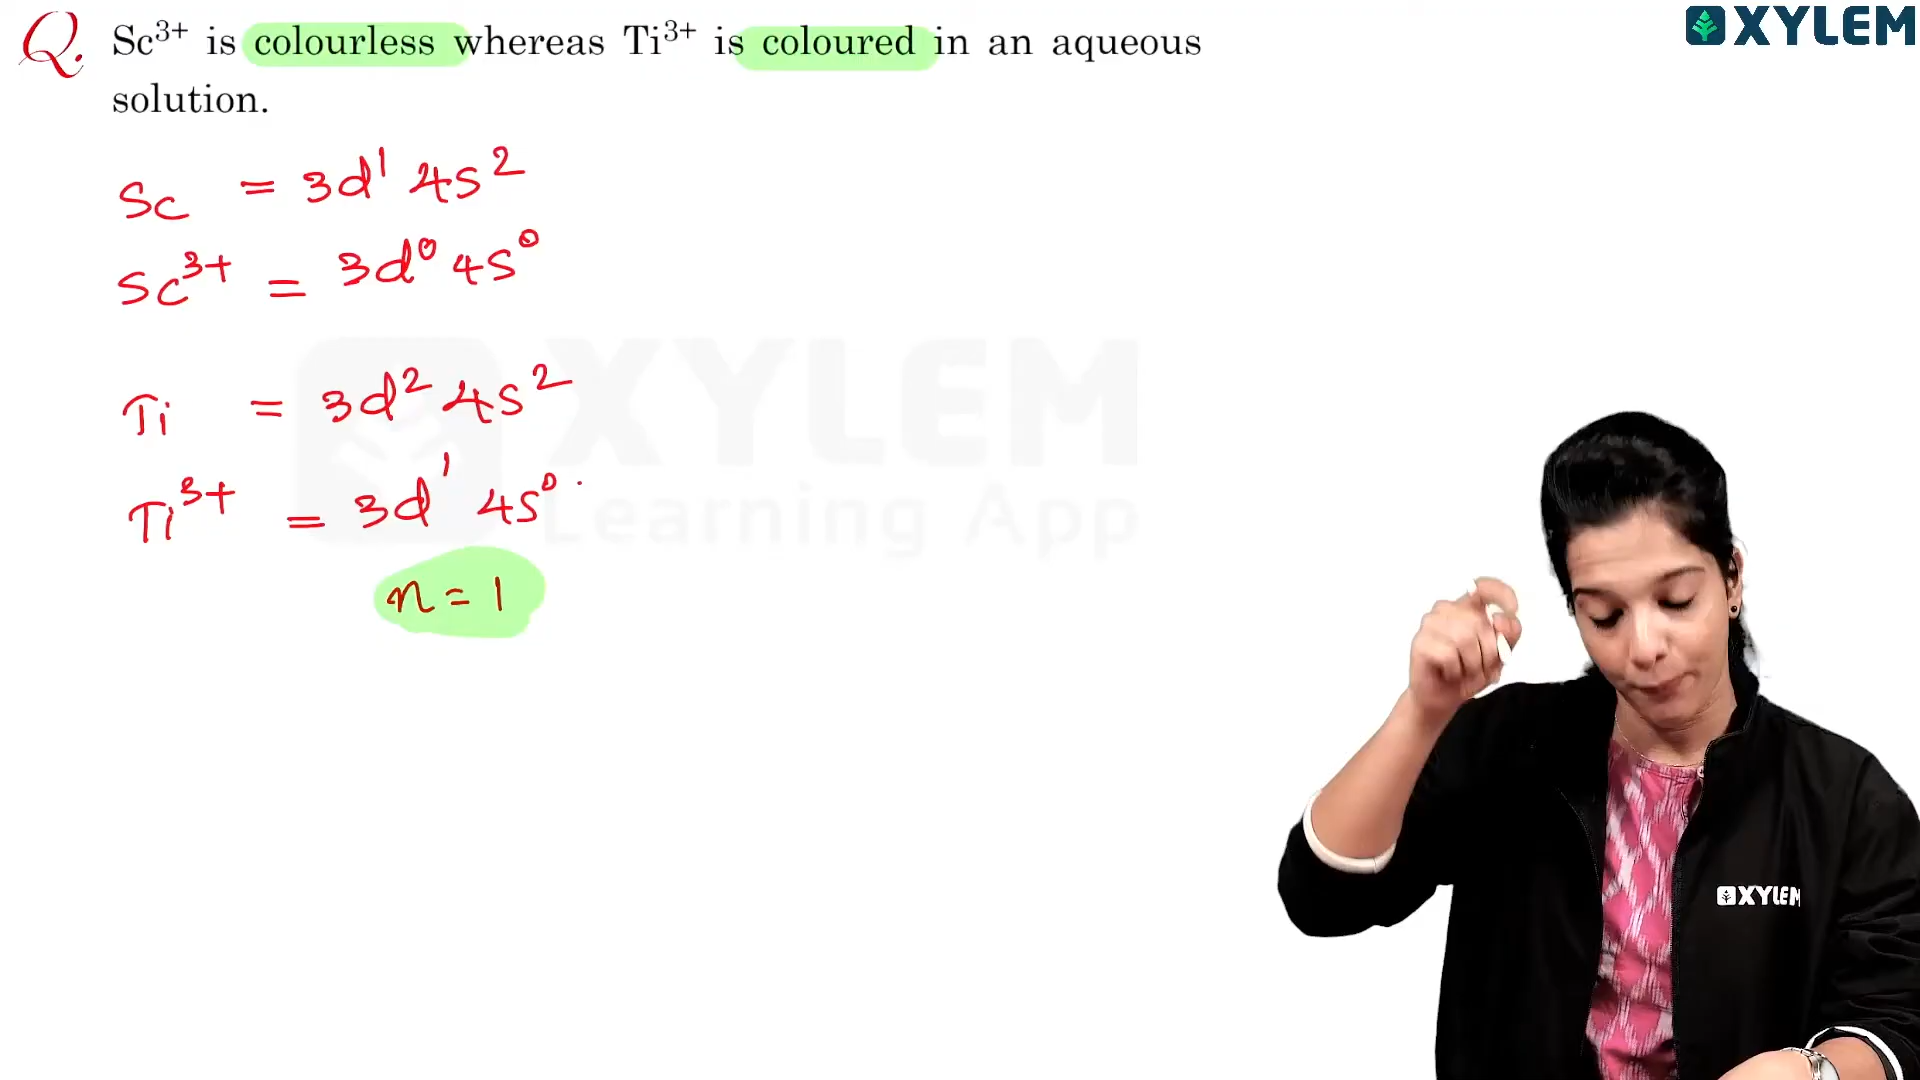 Q. Sc³⁺ is colourless whereas Ti³⁺ is coloured in an aqueous
solution.
XYLEM
Sc = 3d¹ 4s²
Sc³⁺ = 3d⁰ 4s⁰
Ti = 3d² 4s²
Ti³⁺ = 3d¹ 4s⁰
n = 1
XYLEM
Learning App
XYLEM